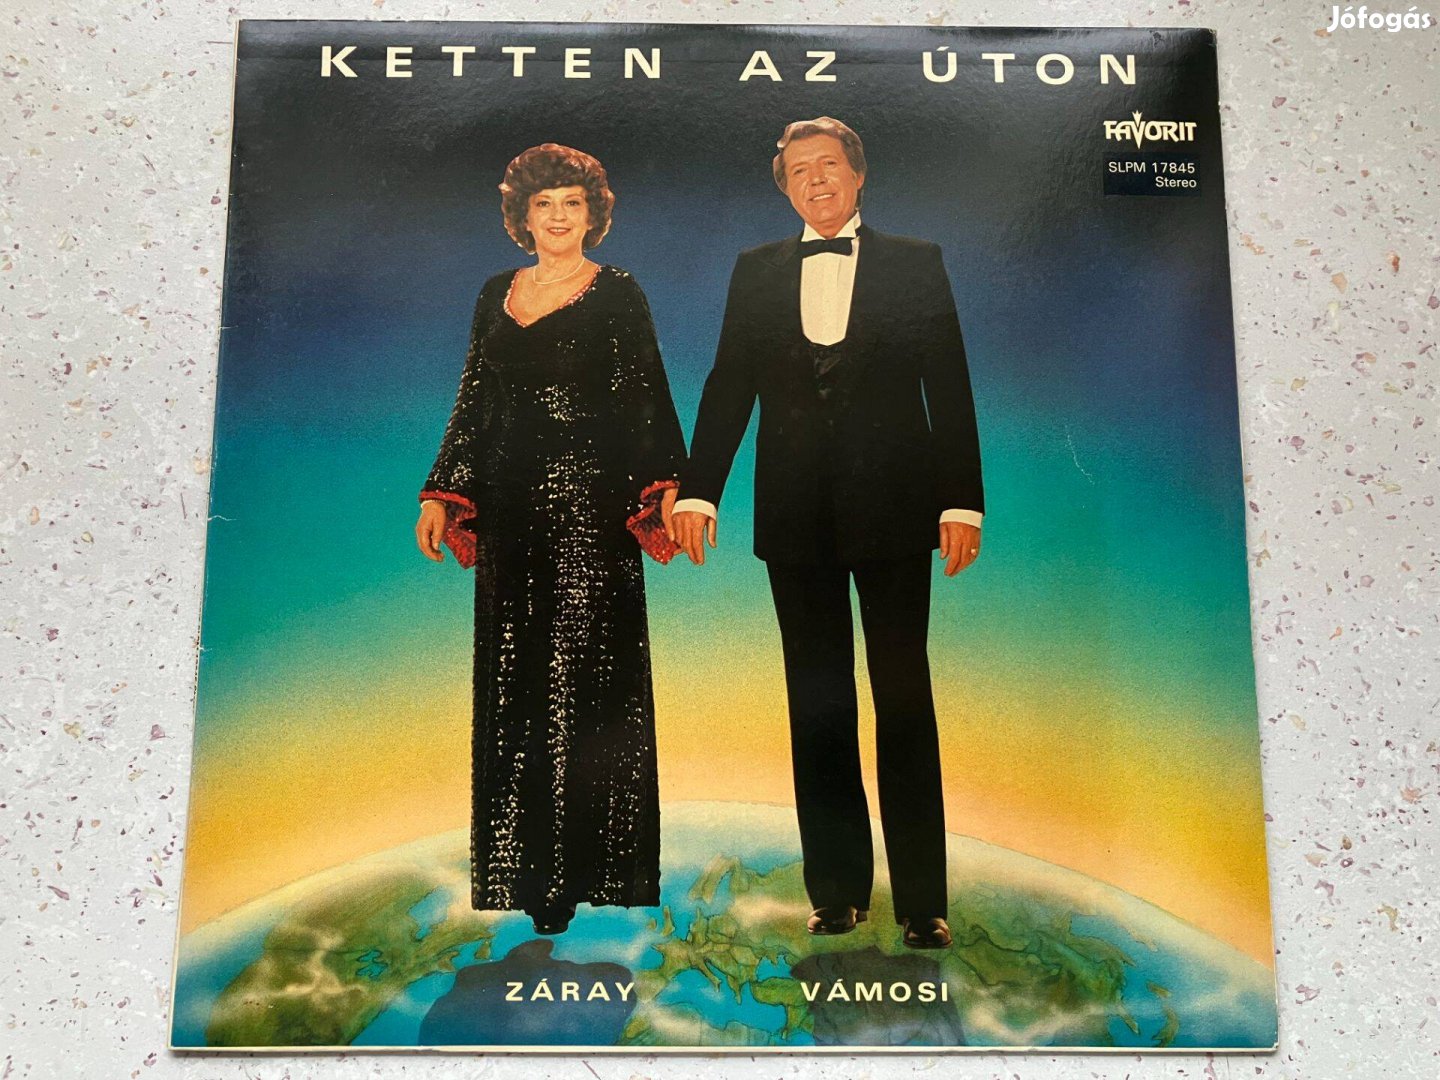 Jófogás
KETTEN AZ ÚTON
FAVORIT
SLPM 17845
Stereo
ZÁRAY VÁMOSI